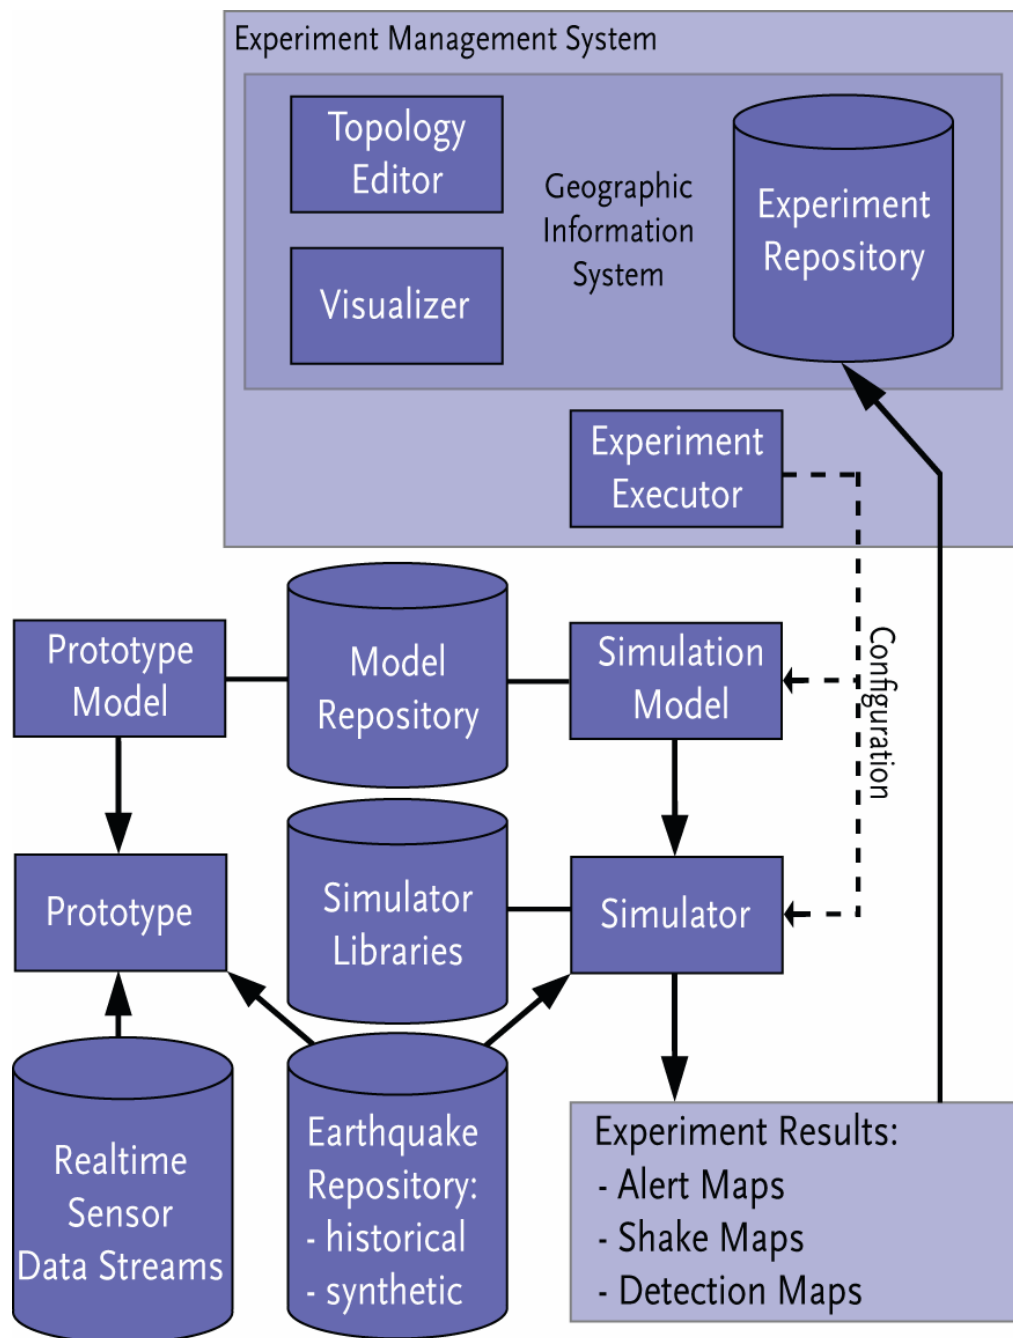 Experiment Management System
Topology
Editor
Geographic
Information
System
Experiment
Repository
Visualizer
Experiment
Executor
Configuration
Prototype
Model
Model
Repository
Simulation
Model
Prototype
Simulator
Libraries
Simulator
Realtime
Sensor
Data Streams
Earthquake
Repository:
- historical
- synthetic
Experiment Results:
- Alert Maps
- Shake Maps
- Detection Maps